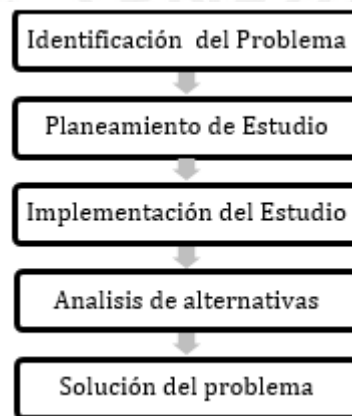 Identificación del Problema
Planeamiento de Estudio
Implementación del Estudio
Analisis de alternativas
Solución del problema